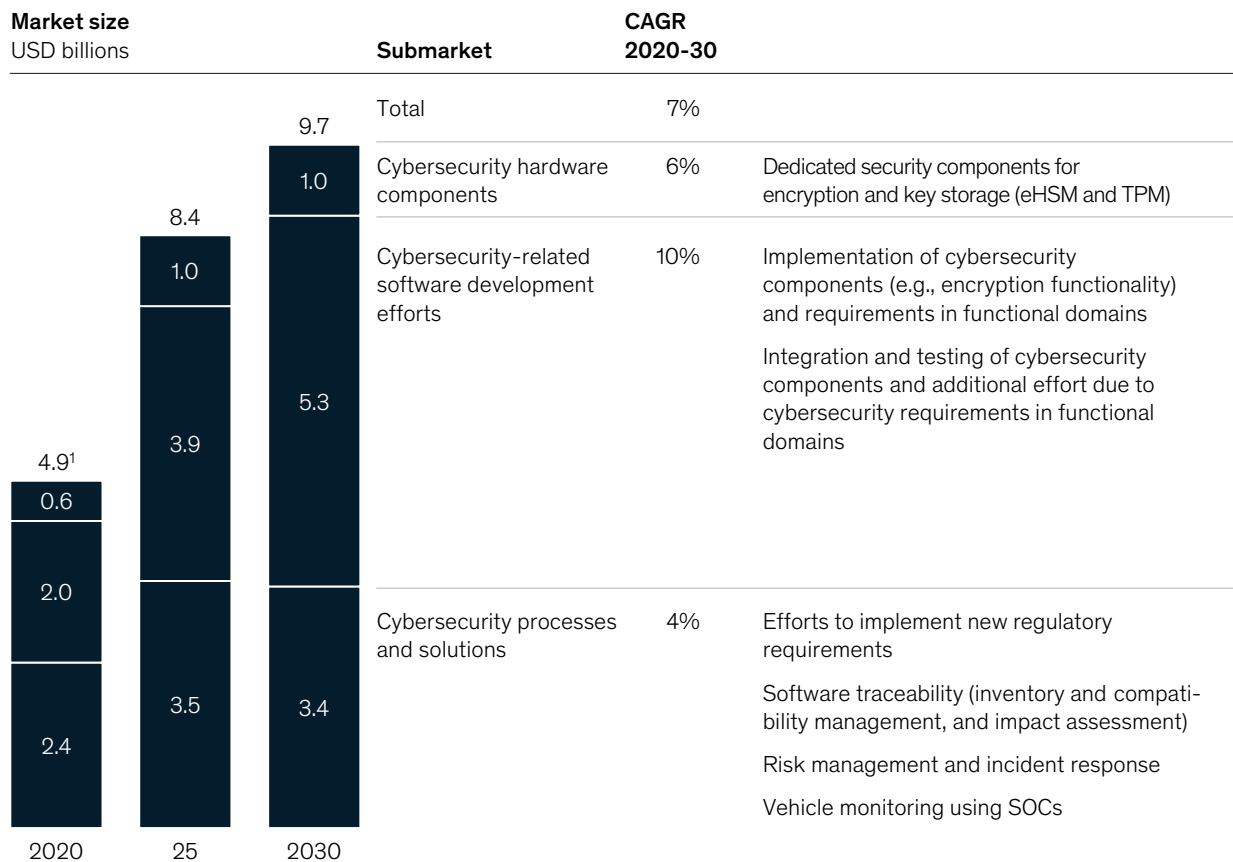 Market size
USD billions
Submarket
CAGR
2020-30
Total
7%
9.7
Cybersecurity hardware
components
6%
Dedicated security components for
encryption and key storage (eHSM and TPM)
1.0
8.4
1.0
Cybersecurity-related
software development
efforts
10%
Implementation of cybersecurity
components (e.g., encryption functionality)
and requirements in functional domains
Integration and testing of cybersecurity
components and additional effort due to
cybersecurity requirements in functional
domains
5.3
3.9
4.9¹
0.6
2.0
2.4
3.5
3.4
Cybersecurity processes
and solutions
4%
Efforts to implement new regulatory
requirements
Software traceability (inventory and compati-
bility management, and impact assessment)
Risk management and incident response
Vehicle monitoring using SOCs
2020
25
2030